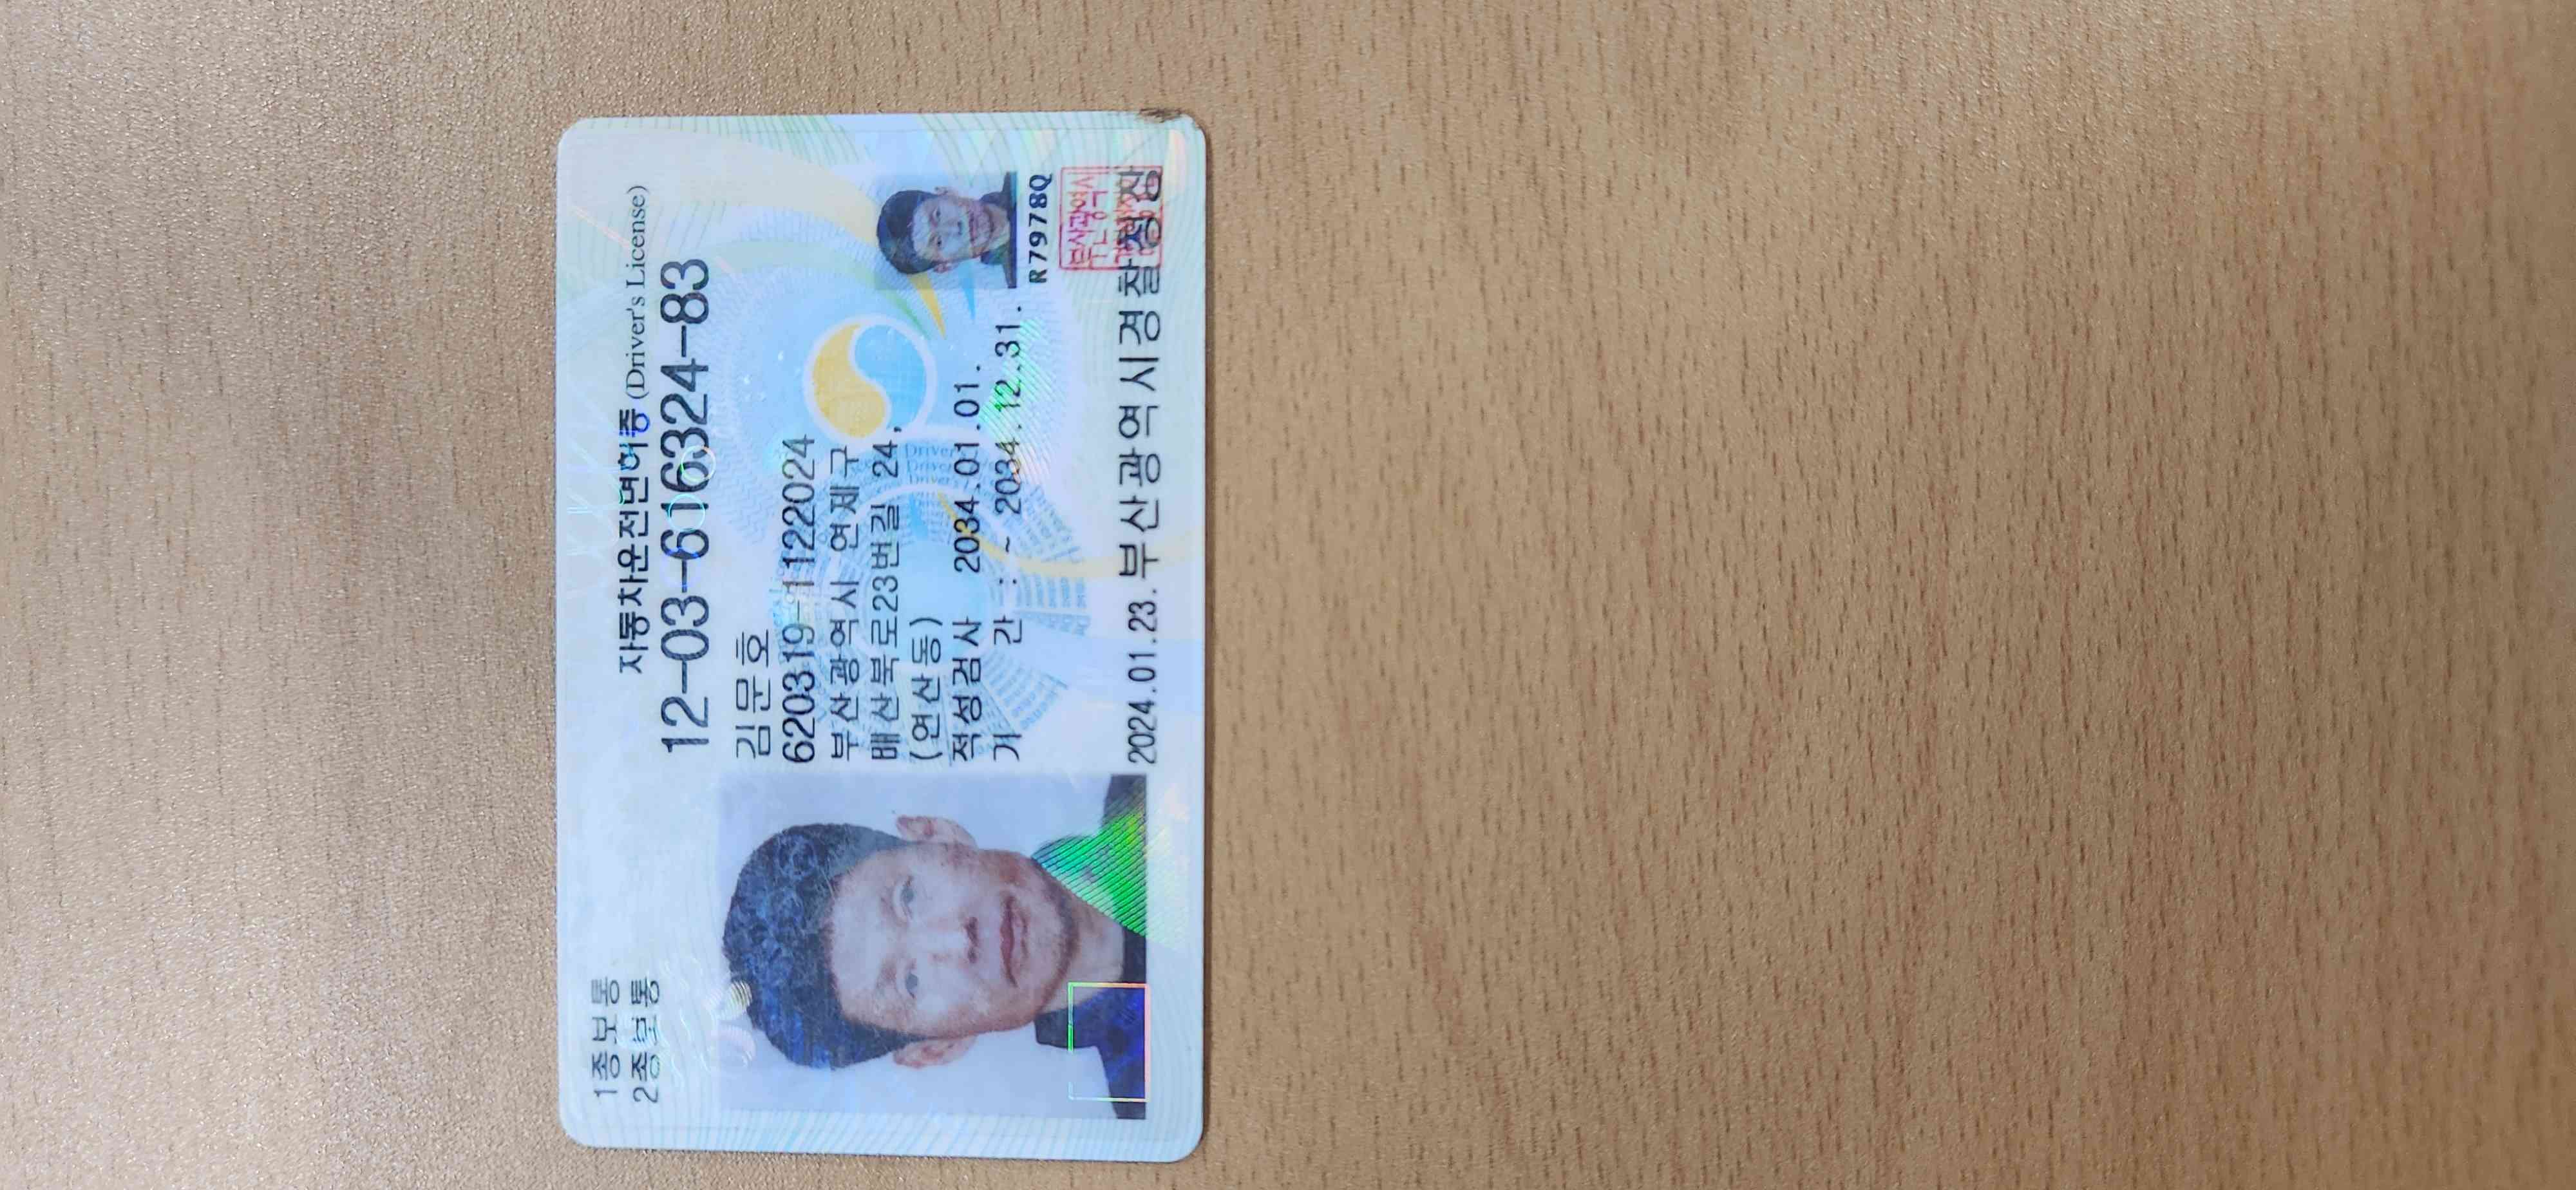 1종보통
2종보통
자동차운전면허증 (Driver's License)
12-03-616324-83
김문호
620319-1122024
부산광역시 연제구
배산북로23번길 24,
(연산동)
적성검사 2034.01.01.
기 간 : ~ 2034.12.31.
R7978Q
2024.01.23. 부산광역시경찰청장